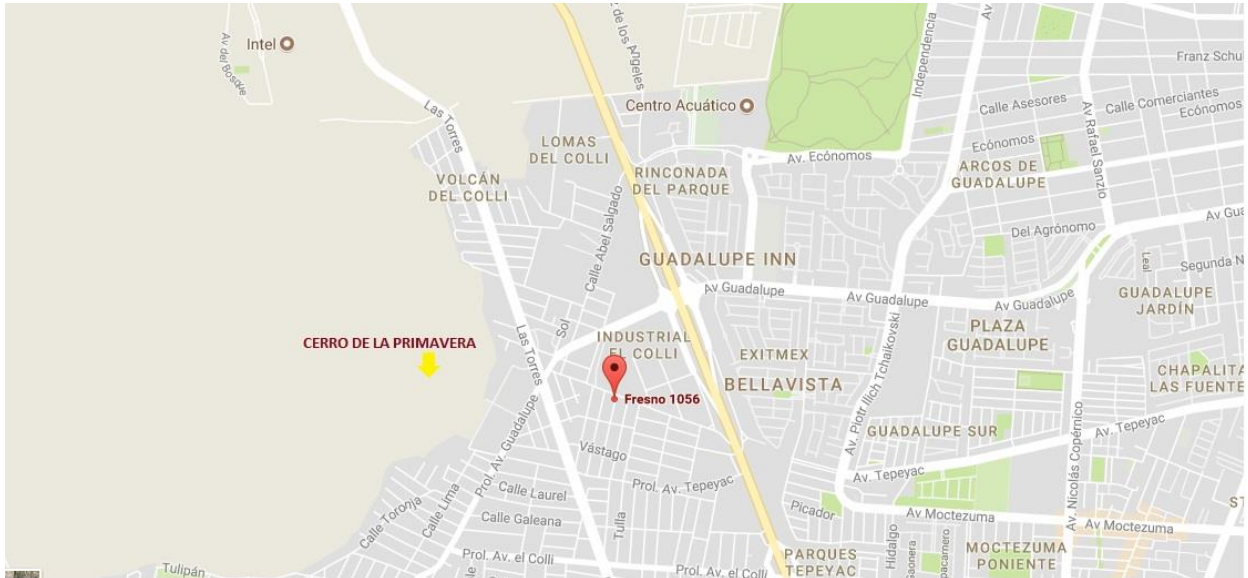 Intel
Av del Bosque
Las Torres
de los Angeles
Centro Acuático
Independencia
Franz Schu
Calle Asesores
Calle Comerciantes
Ecónomos
Av Rafael Sanzio
LOMAS
DEL COLLI
VOLCÁN
DEL COLLI
RINCONADA
DEL PARQUE
Av. Ecónomos
Ecónomos
ARCOS DE
GUADALUPE
Calle Abel Salgado
Del Agrónomo
Av Gua
Leal
Segunda N
GUADALUPE INN
Av Guadalupe
Av Guadalupe
Av Guadalupe
GUADALUPE
JARDÍN
Sol
Las Torres
INDUSTRIAL
EL COLLI
EXITMEX
BELLAVISTA
Av. Piotr Ilich Tchaikovski
PLAZA
GUADALUPE
CERRO DE LA PRIMAVERA
Fresno 1056
CHAPALITA
LAS FUENTE
Prol. Av. Guadalupe
Vástago
GUADALUPE SUR
Av. Nicolás Copérnico
Av. Tepeyac
Prol. Av. Tepeyac
Av. Tepeyac
Calle Toronja
Calle Lima
Calle Laurel
Calle Galeana
Tulla
Picador
Av Moctezuma
Av Moctezuma
Hidalgo
Gaonera
Tulipán
Prol. Av. el Colli
Prol. Av. el Colli
PARQUES
TEPEYAC
MOCTEZUMA
PONIENTE